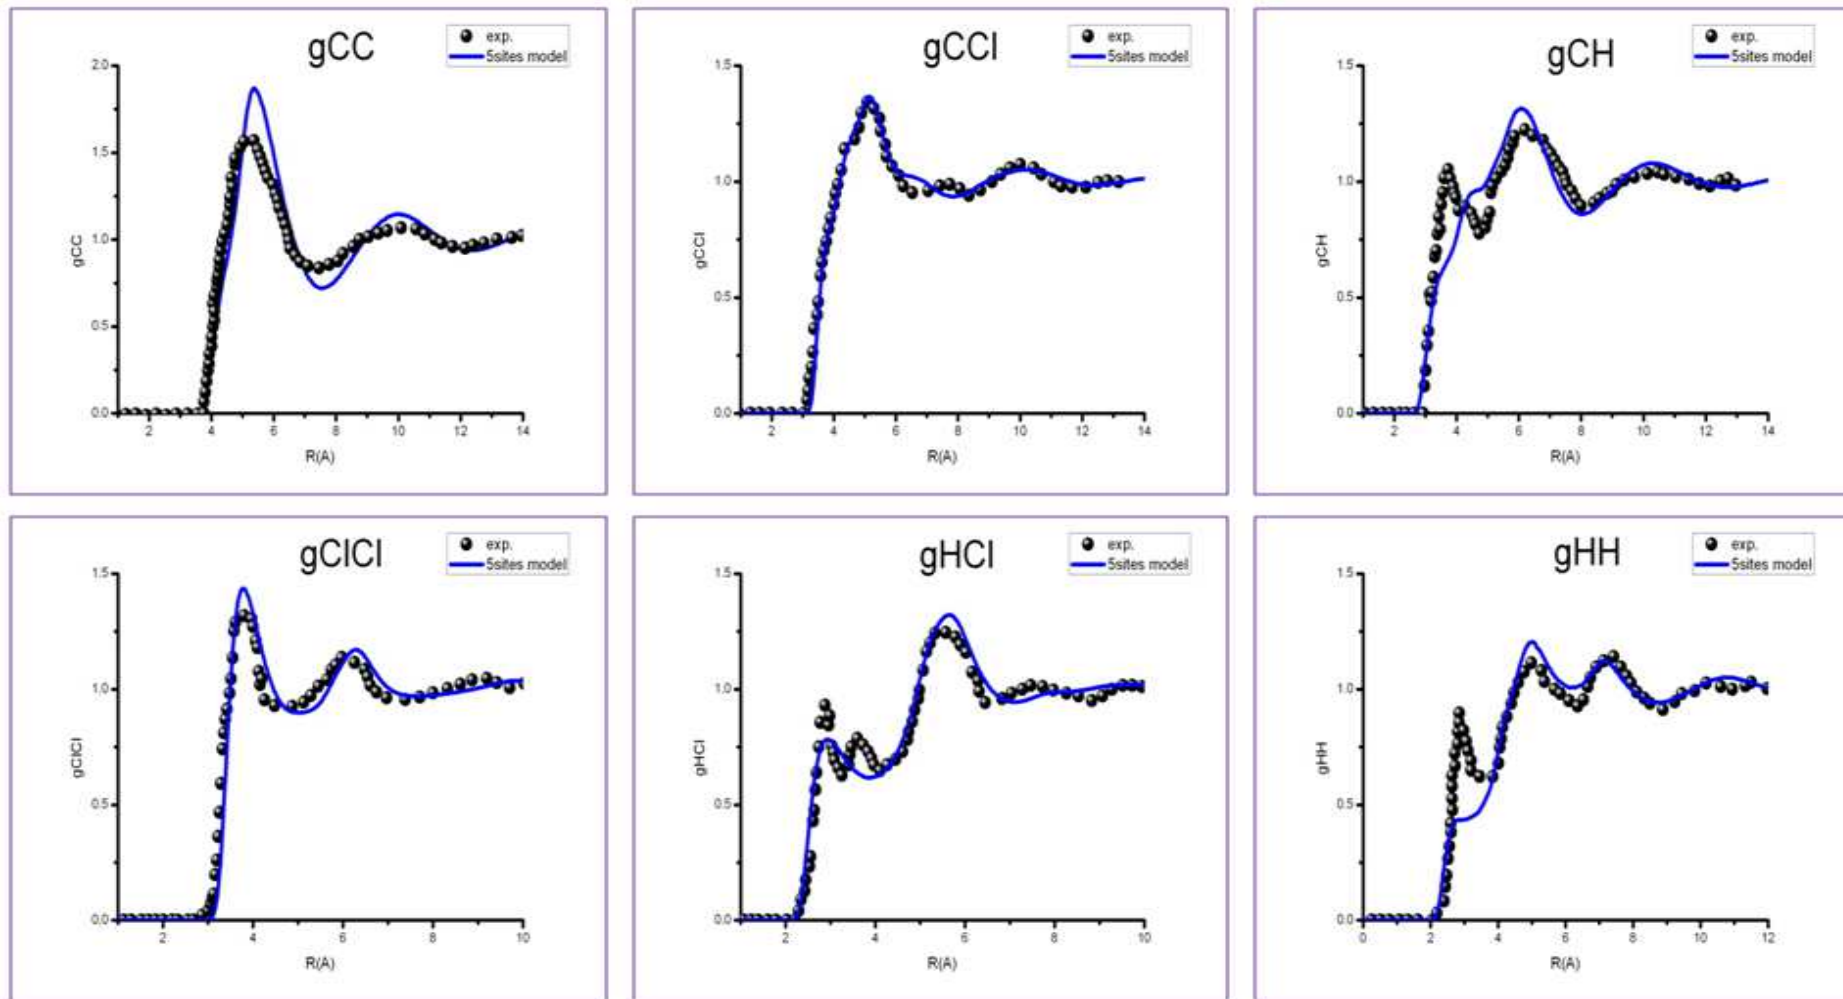 gCC
exp.
5sites model
2.0
1.5
1.0
0.5
0.0
gCC
2 4 6 8 10 12 14
R(A)
gCCl
exp.
5sites model
1.5
1.0
0.5
0.0
gCCl
2 4 6 8 10 12 14
R(A)
gCH
exp.
5sites model
1.5
1.0
0.5
0.0
gCH
2 4 6 8 10 12 14
R(A)
gClCl
exp.
5sites model
1.5
1.0
0.5
0.0
gClCl
2 4 6 8 10
R(A)
gHCl
exp.
5sites model
1.5
1.0
0.5
0.0
gHCl
2 4 6 8 10
R(A)
gHH
exp.
5sites model
1.5
1.0
0.5
0.0
gHH
0 2 4 6 8 10 12
R(A)